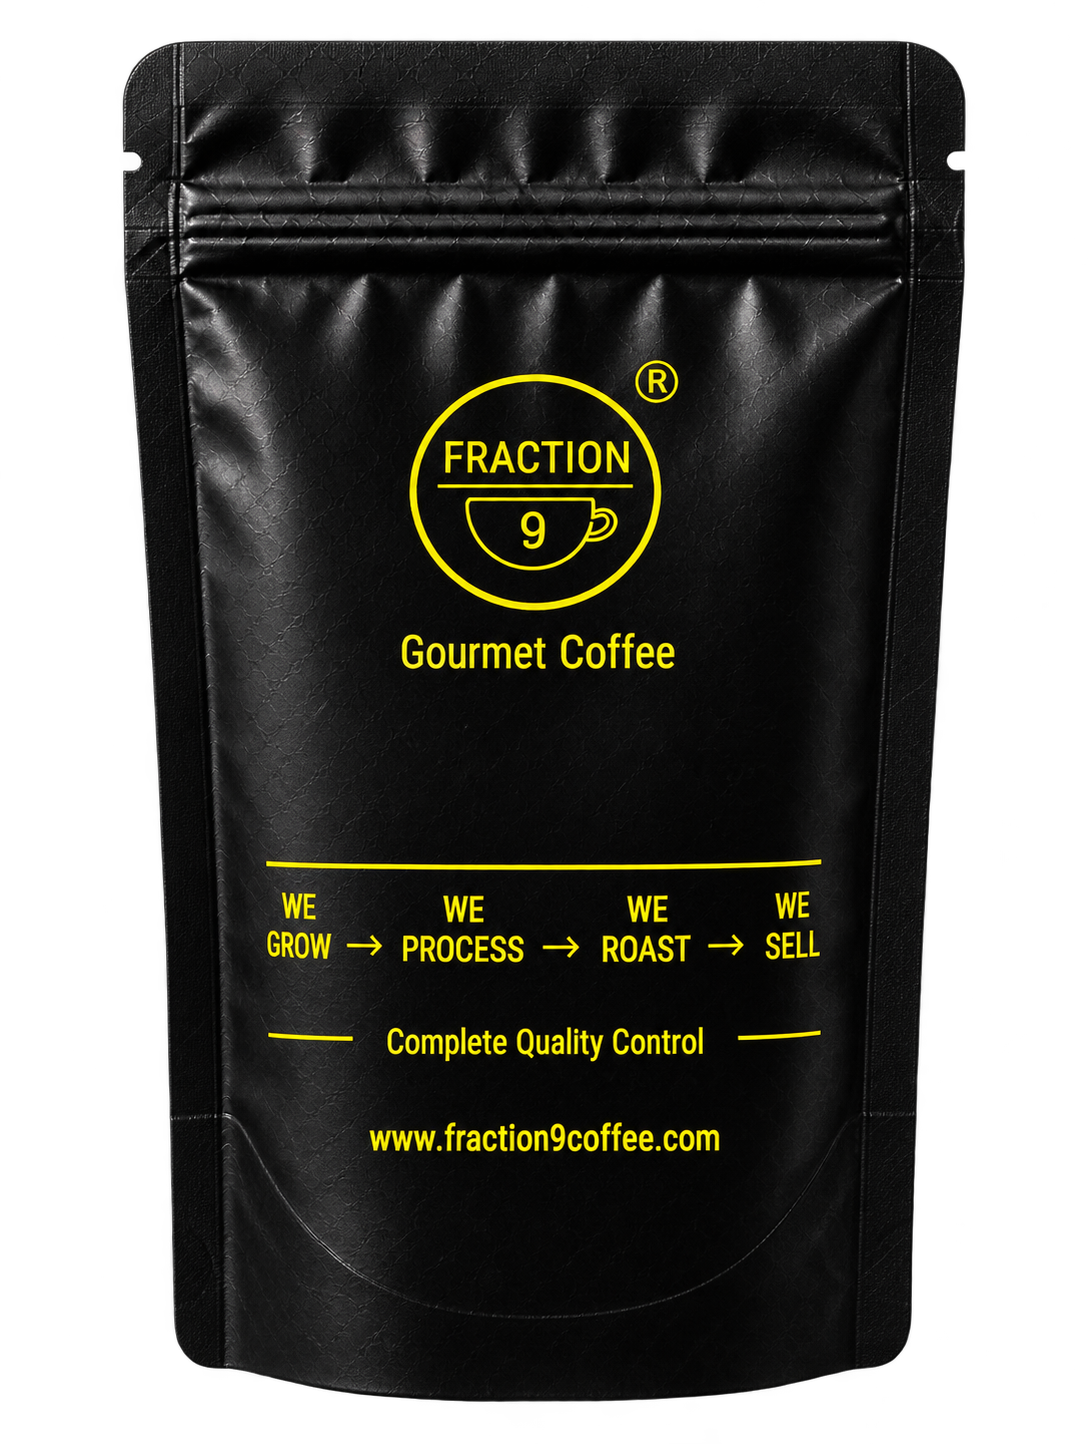 ®
FRACTION
9
Gourmet Coffee
WE GROW → WE PROCESS → WE ROAST → WE SELL
Complete Quality Control
www.fraction9coffee.com